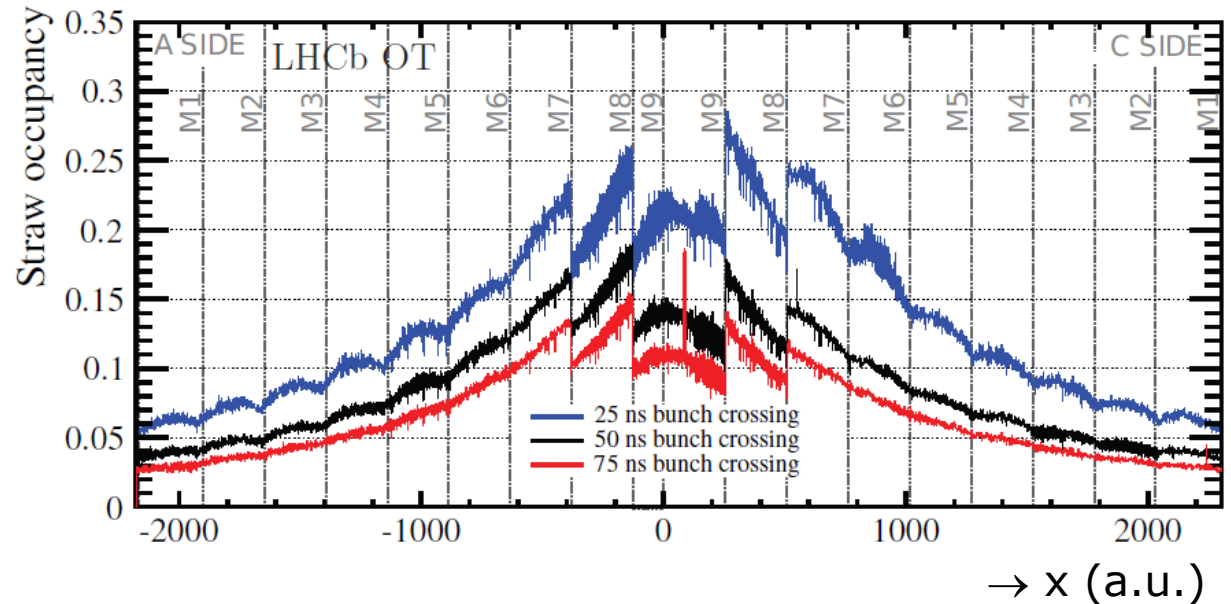 Straw occupancy
0.35
0.3
0.25
0.2
0.15
0.1
0.05
0
A SIDE
LHCb OT
C SIDE
M1 M2 M3 M4 M5 M6 M7 M8 M9 M9 M8 M7 M6 M5 M4 M3 M2 M1
25 ns bunch crossing
50 ns bunch crossing
75 ns bunch crossing
-2000 -1000 0 1000 2000
→ x (a.u.)